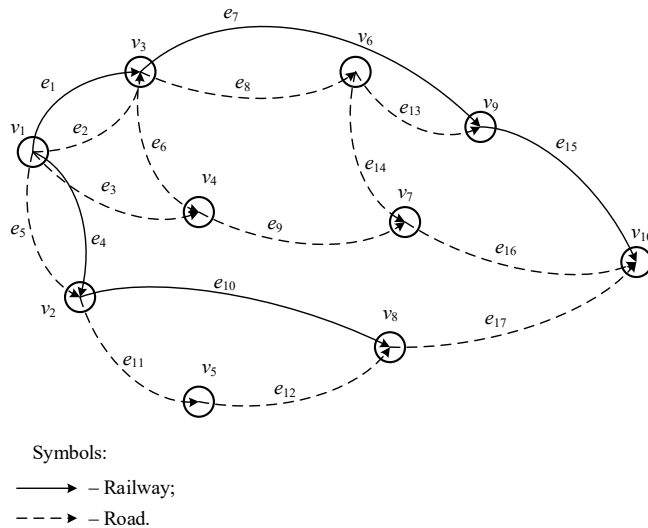 e7
v3
v6
e1
e8
e13
v9
v1
e2
e15
e6
e14
e3
v4
v7
v10
e5
e9
e4
e16
e10
v2
v8
e17
e11
v5
e12
Symbols:
– Railway;
– Road.